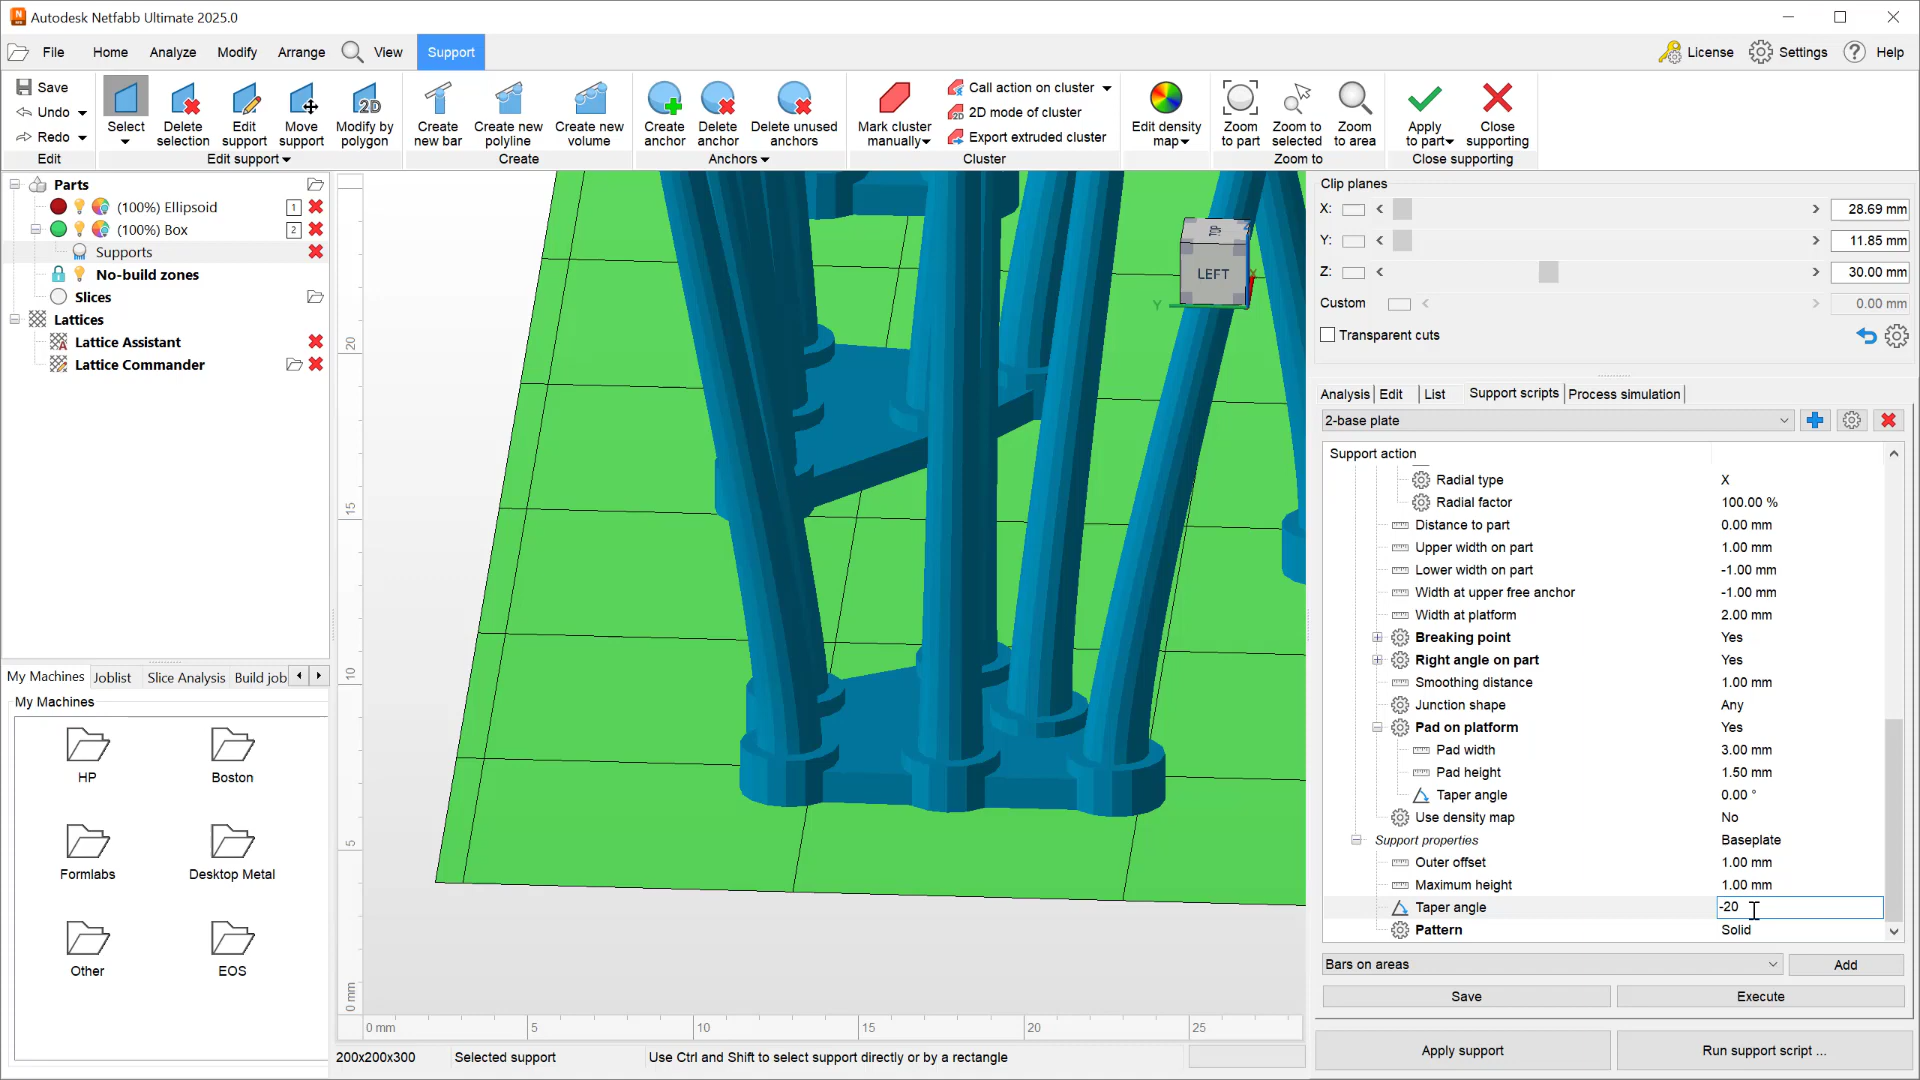 Autodesk Netfabb Ultimate 2025.0
File Home Analyze Modify Arrange View Support License Settings Help
Save
Undo
Redo
Edit
Select
Delete selection
Edit support
Move support
Modify by polygon
Edit support
Create new bar
Create new polyline
Create new volume
Create
Create anchor
Delete anchor
Delete unused anchors
Anchors
Mark cluster manually
Call action on cluster
2D mode of cluster
Export extruded cluster
Cluster
Edit density map
Zoom to part
Zoom to selected
Zoom to area
Zoom to
Apply to part
Close supporting
Close supporting
Parts
(100%) Ellipsoid 1
(100%) Box 2
Supports
No-build zones
Slices
Lattices
Lattice Assistant
Lattice Commander
My Machines Joblist Slice Analysis Build job
My Machines
HP Boston
Formlabs Desktop Metal
Other EOS
20
15
10
5
0 mm
0 mm 5 10 15 20 25
LEFT
Y
200x200x300 Selected support Use Ctrl and Shift to select support directly or by a rectangle
Clip planes
X: 28.69 mm
Y: 11.85 mm
Z: 30.00 mm
Custom 0.00 mm
Transparent cuts
Analysis Edit List Support scripts Process simulation
2-base plate
Support action
Radial type X
Radial factor 100.00 %
Distance to part 0.00 mm
Upper width on part 1.00 mm
Lower width on part -1.00 mm
Width at upper free anchor -1.00 mm
Width at platform 2.00 mm
Breaking point Yes
Right angle on part Yes
Smoothing distance 1.00 mm
Junction shape Any
Pad on platform Yes
Pad width 3.00 mm
Pad height 1.50 mm
Taper angle 0.00 °
Use density map No
Support properties Baseplate
Outer offset 1.00 mm
Maximum height 1.00 mm
Taper angle -20
Pattern Solid
Bars on areas Add
Save Execute
Apply support Run support script ...